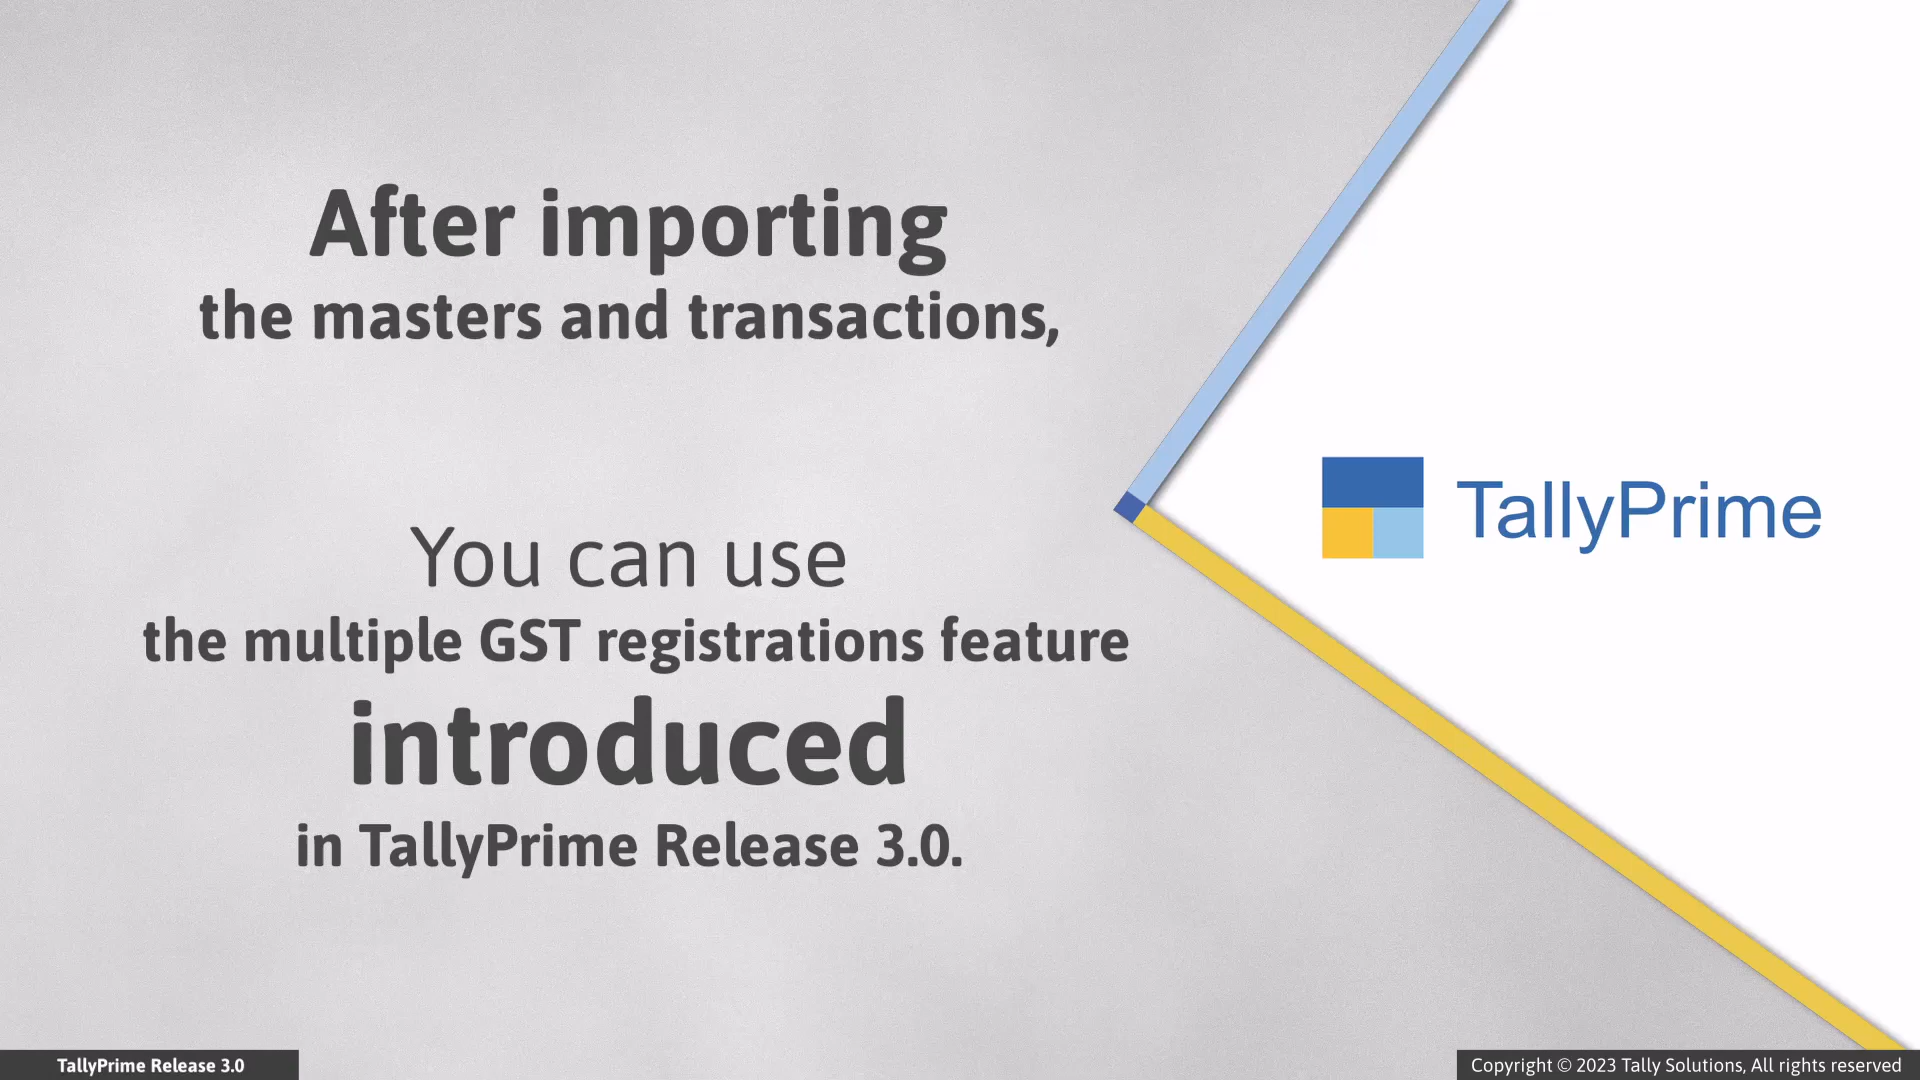 After importing
the masters and transactions,
You can use
the multiple GST registrations feature
introduced
in TallyPrime Release 3.0.
TallyPrime
TallyPrime Release 3.0
Copyright © 2023 Tally Solutions, All rights reserved